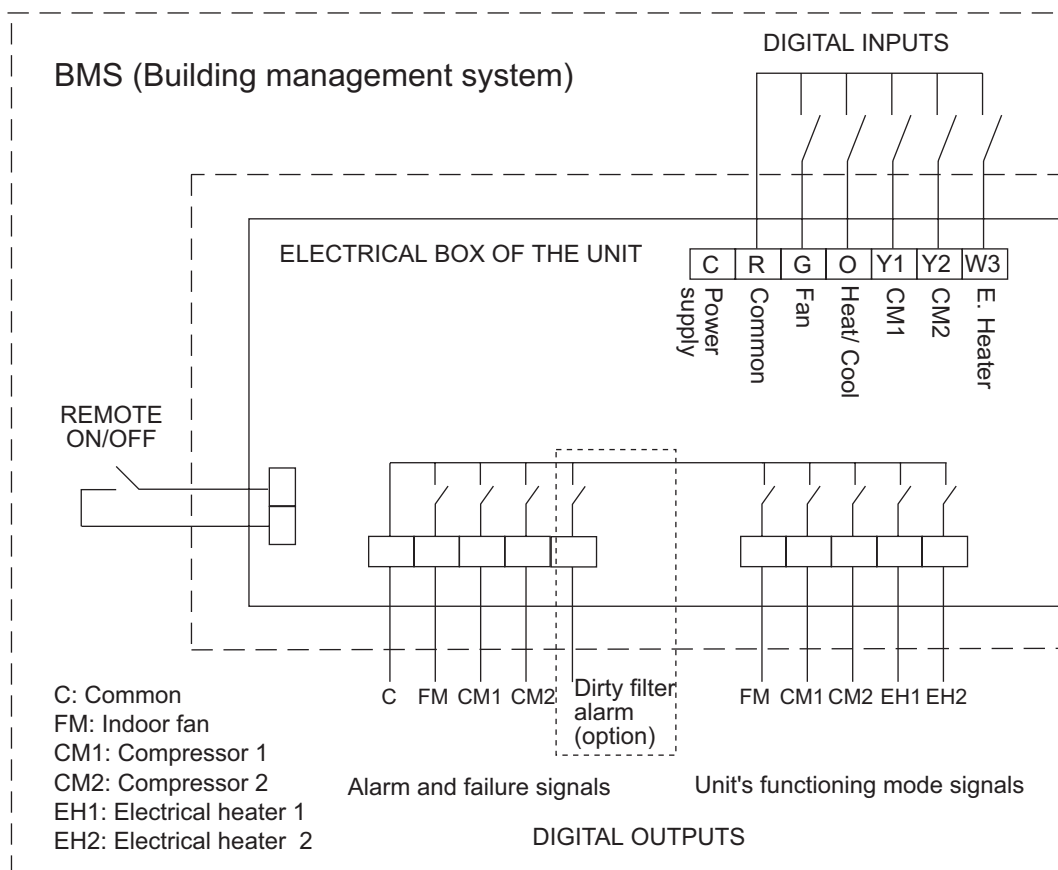 DIGITAL INPUTS
BMS (Building management system)
ELECTRICAL BOX OF THE UNIT
C R G O Y1 Y2 W3
Power
supply
Common
Fan
Heat/ Cool
CM1
CM2
E. Heater
REMOTE
ON/OFF
C FM CM1 CM2
Dirty filter
alarm
(option)
FM CM1 CM2 EH1 EH2
C: Common
FM: Indoor fan
CM1: Compressor 1
CM2: Compressor 2
EH1: Electrical heater 1
EH2: Electrical heater 2
Alarm and failure signals
Unit's functioning mode signals
DIGITAL OUTPUTS